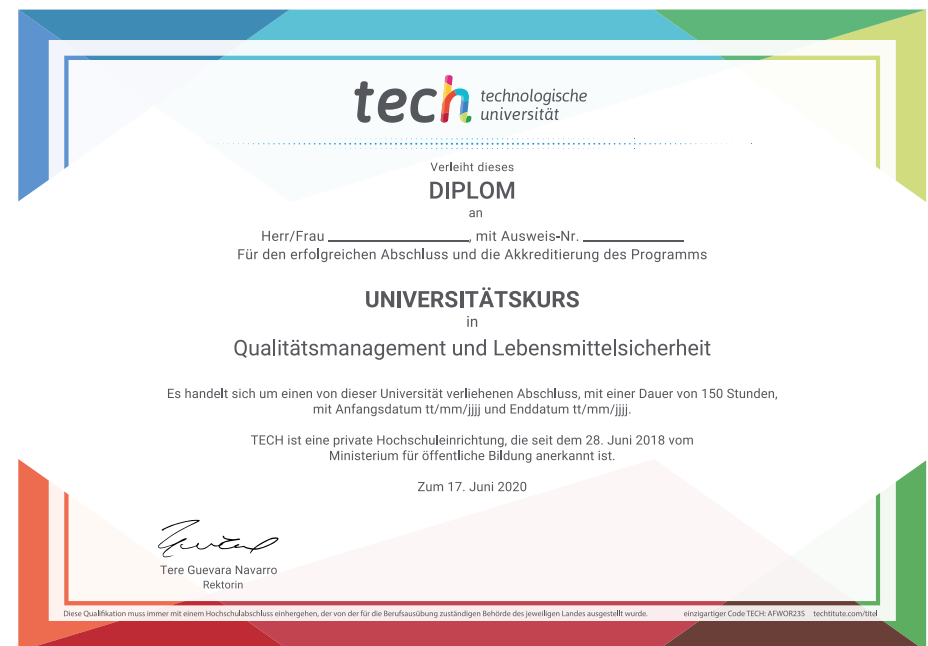 tech technologische
universität
Verleiht dieses
DIPLOM
an
Herr/Frau ____________________, mit Ausweis-Nr. ______________
Für den erfolgreichen Abschluss und die Akkreditierung des Programms
UNIVERSITÄTSKURS
in
Qualitätsmanagement und Lebensmittelsicherheit
Es handelt sich um einen von dieser Universität verliehenen Abschluss, mit einer Dauer von 150 Stunden,
mit Anfangsdatum tt/mm/jjjj und Enddatum tt/mm/jjjj.
TECH ist eine private Hochschuleinrichtung, die seit dem 28. Juni 2018 vom
Ministerium für öffentliche Bildung anerkannt ist.
Zum 17. Juni 2020
Tere Guevara Navarro
Rektorin
Diese Qualifikation muss immer mit einem Hochschulabschluss einhergehen, der von der für die Berufsausübung zuständigen Behörde des jeweiligen Landes ausgestellt wurde. einzigartiger Code TECH: AFWOR23S techtitute.com/titel